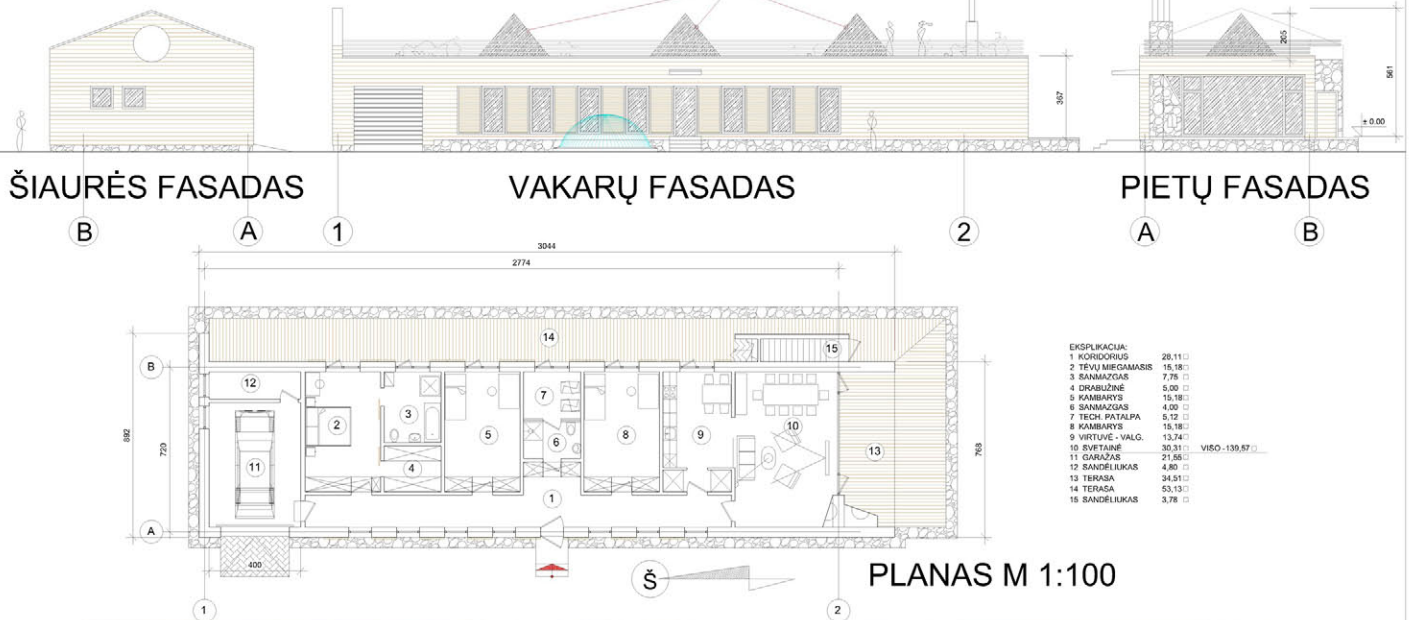 205
561
367
± 0.00
ŠIAURĖS FASADAS
VAKARŲ FASADAS
PIETŲ FASADAS
B
A
1
2
A
B
3044
2774
14
15
B
12
2
3
7
5
6
8
9
10
4
11
13
1
892
720
768
A
400
Š
PLANAS M 1:100
1
2
EKSPLIKACIJA:
1 KORIDORIUS 28,11 □
2 TĖVŲ MIEGAMASIS 15,18 □
3 SANMAZGAS 7,75 □
4 DRABUŽINĖ 5,00 □
5 KAMBARYS 15,18 □
6 SANMAZGAS 4,00 □
7 TECH. PATALPA 5,12 □
8 KAMBARYS 15,18 □
9 VIRTUVĖ - VALG. 13,74 □
10 SVETAINĖ 30,31 □ VISO -139,57 □
11 GARAŽAS 21,55 □
12 SANDĖLIUKAS 4,80 □
13 TERASA 34,51 □
14 TERASA 53,13 □
15 SANDĖLIUKAS 3,78 □